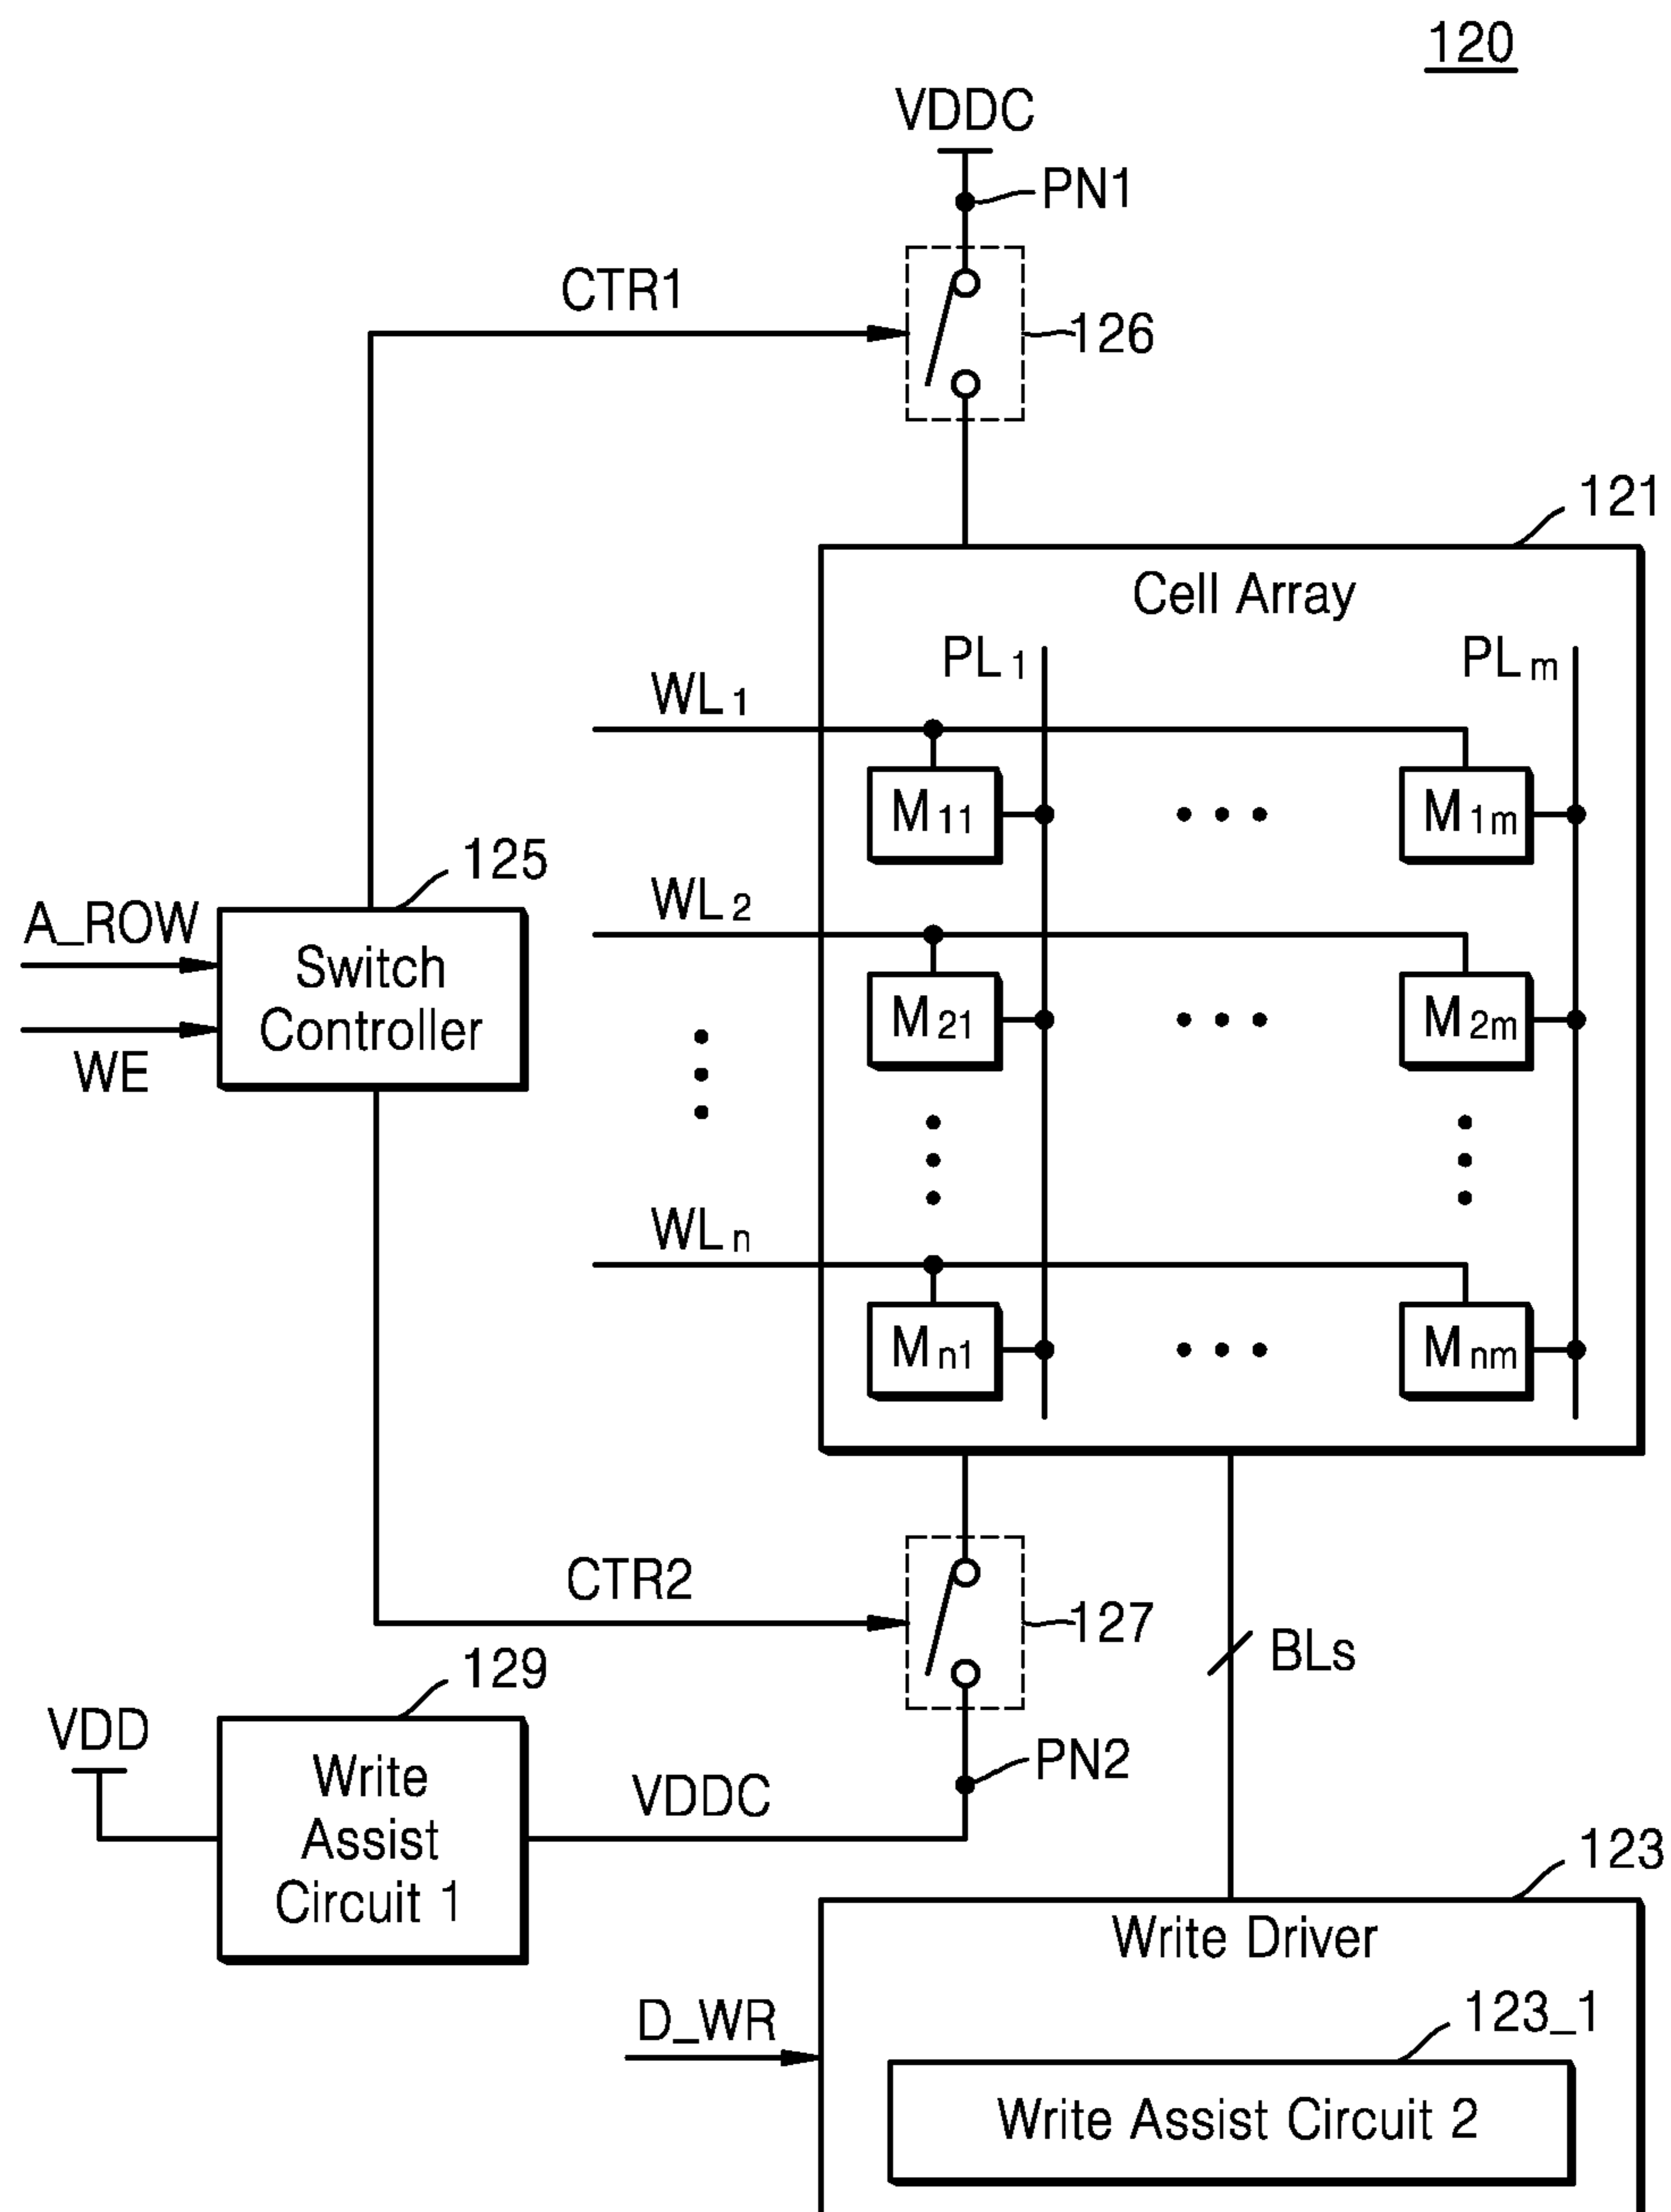 120
VDDC
PN1
CTR1
126
121
Cell Array
PL1
PLm
WL1
M11
M1m
125
A_ROW
WL2
Switch
Controller
M21
M2m
WE
WLn
Mn1
Mnm
CTR2
127
BLs
129
VDD
Write
Assist
Circuit 1
VDDC
PN2
123
Write Driver
D_WR
123_1
Write Assist Circuit 2